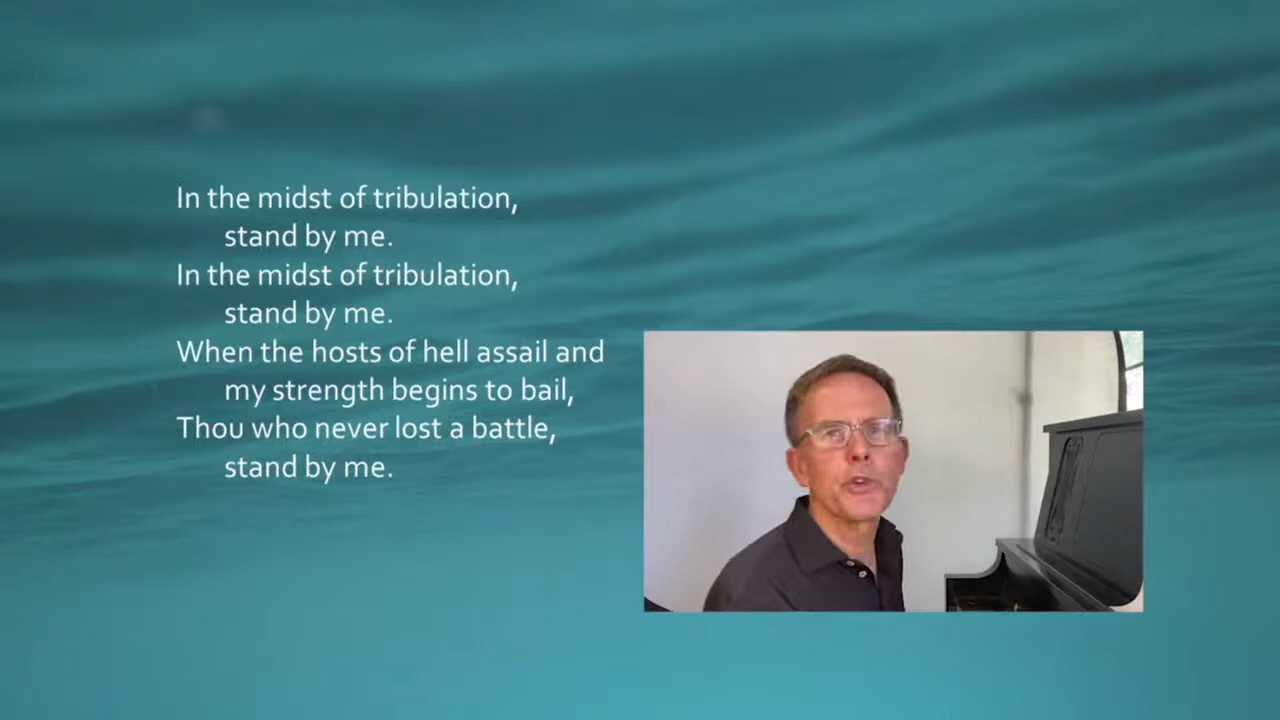 In the midst of tribulation,
stand by me.
In the midst of tribulation,
stand by me.
When the hosts of hell assail and
my strength begins to bail,
Thou who never lost a battle,
stand by me.